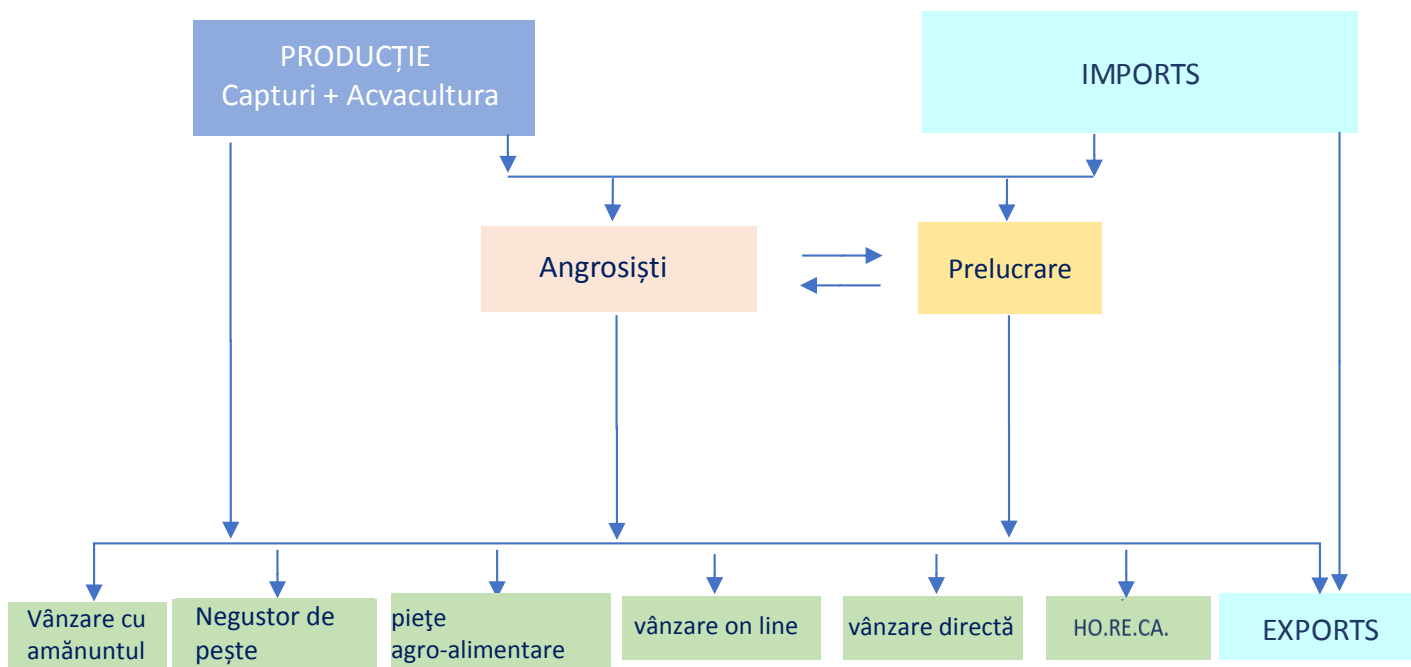 PRODUCȚIE
Capturi + Acvacultura
IMPORTS
Angrosiști
Prelucrare
Vânzare cu
amănuntul
Negustor de
pește
piețe
agro-alimentare
vânzare on line
vânzare directă
HO.RE.CA.
EXPORTS